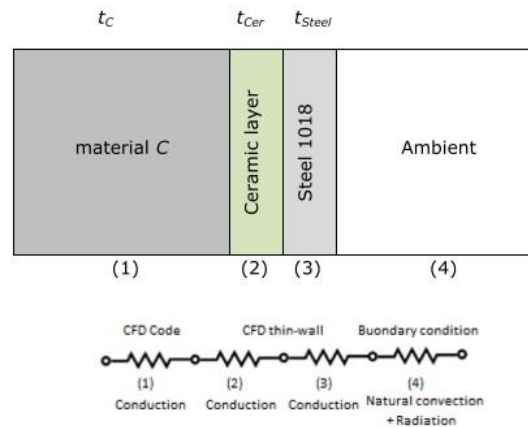 t_C t_Cer t_Steel
material C
Ceramic layer
Steel 1018
Ambient
(1) (2) (3) (4)
CFD Code CFD thin-wall Buondary condition
(1) (2) (3) (4)
Conduction Conduction Conduction Natural convection
+ Radiation